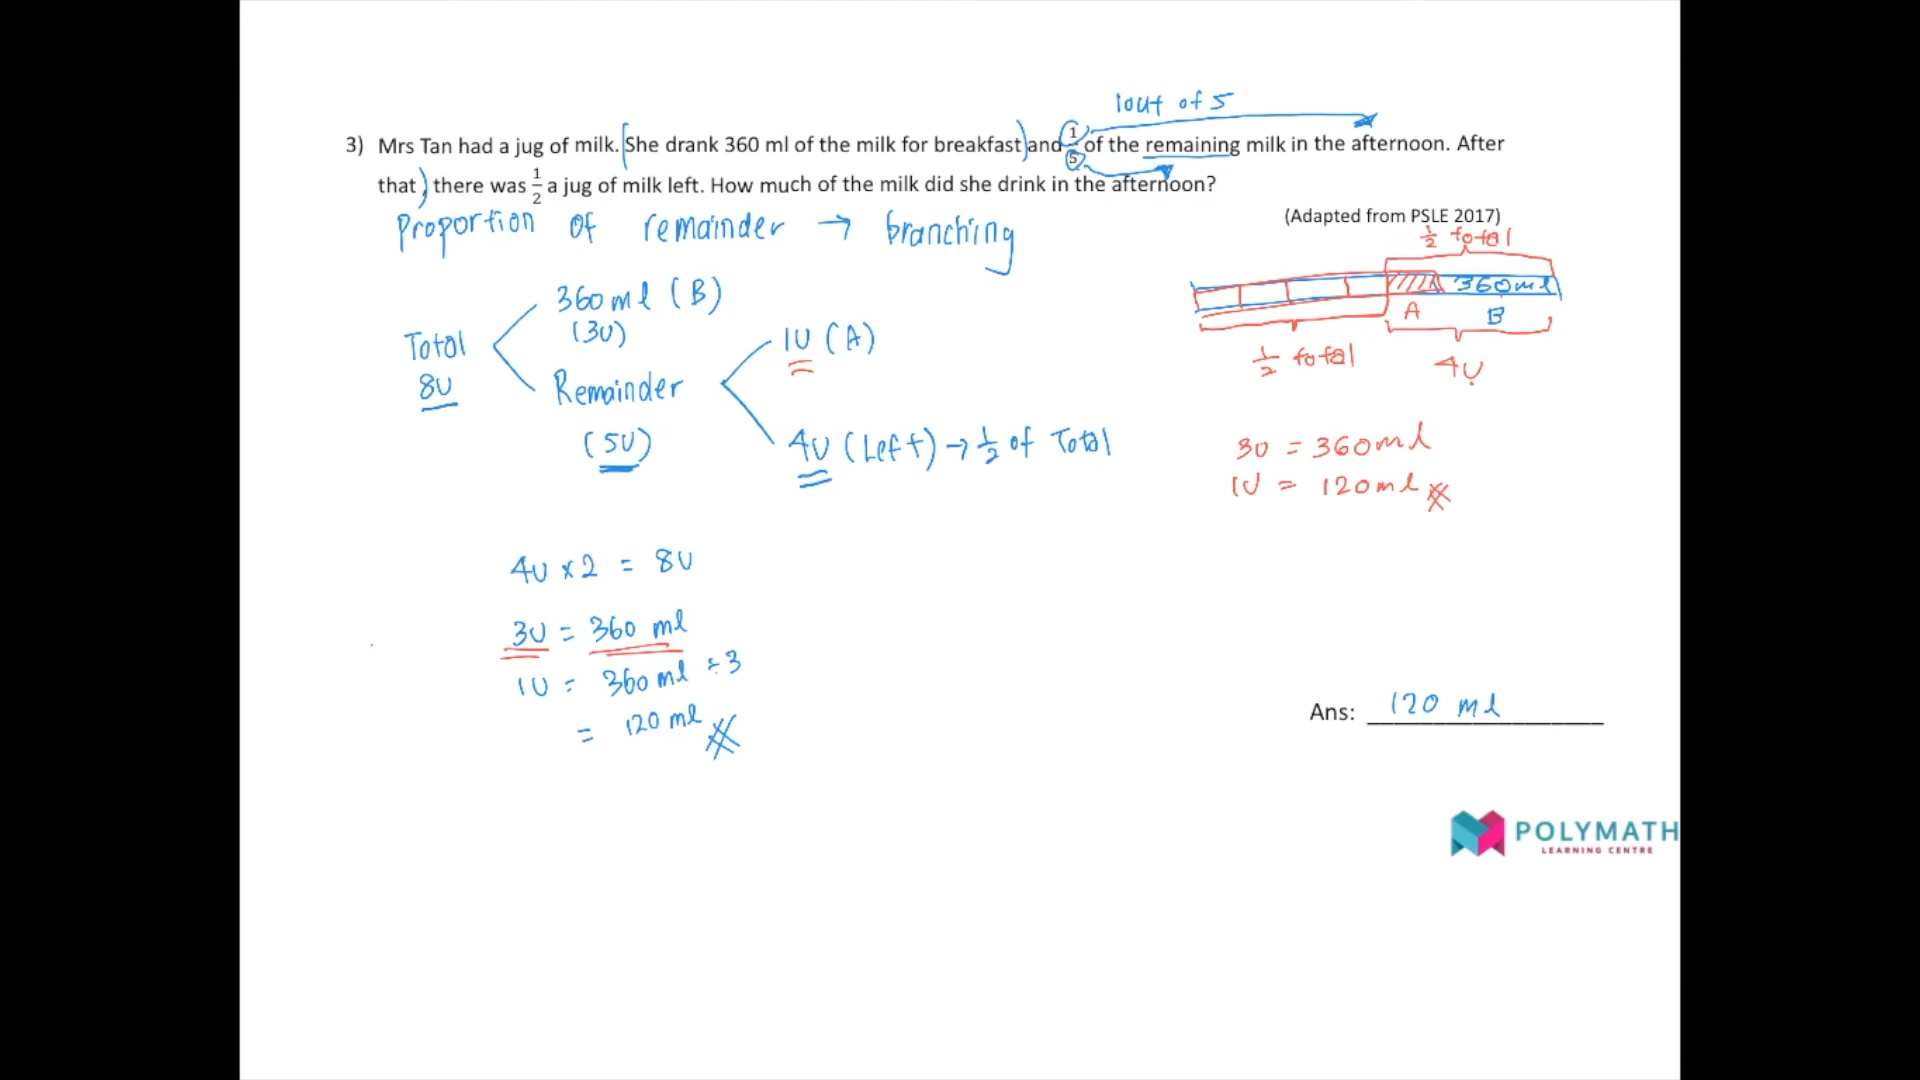 1out of 5
3) Mrs Tan had a jug of milk. She drank 360 ml of the milk for breakfast and 1/5 of the remaining milk in the afternoon. After
that, there was 1/2 a jug of milk left. How much of the milk did she drink in the afternoon?
(Adapted from PSLE 2017)
Proportion of remainder → branching
1/2 total
360 ml (B)
(3U)
360ml
A B
Total
8U
1U (A)
Remainder
(5U)
1/2 total
4U
4U (Left) → 1/2 of Total
3U = 360ml
1U = 120ml
4U × 2 = 8U
3U = 360 ml
1U = 360 ml ÷ 3
= 120 ml
Ans: 120 ml
POLYMATH
LEARNING CENTRE